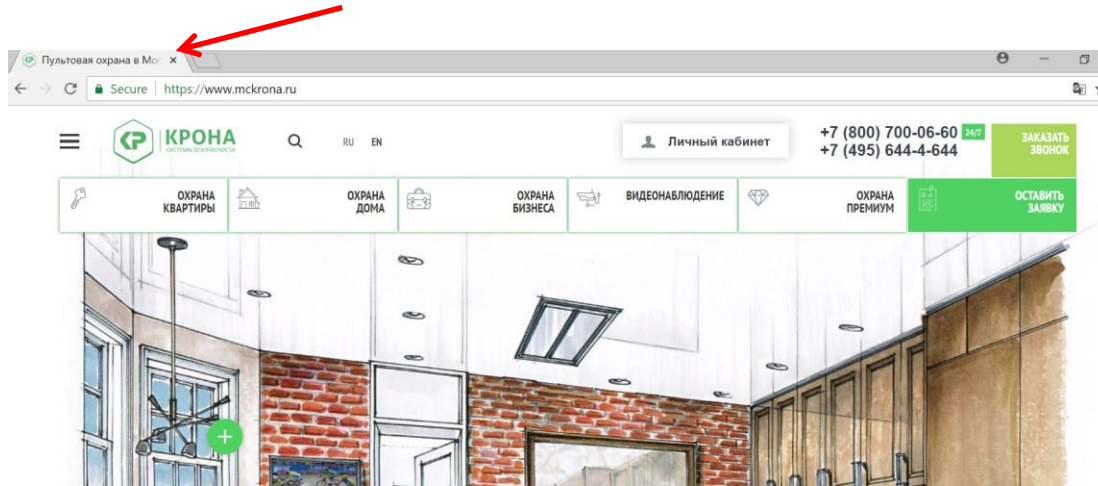 Пультовая охрана в Мос
Secure
https://www.mckrona.ru
КРОНА
СИСТЕМЫ БЕЗОПАСНОСТИ
RU EN
Личный кабинет
+7 (800) 700-06-60 24/7
+7 (495) 644-4-644
ЗАКАЗАТЬ
ЗВОНОК
ОХРАНА
КВАРТИРЫ
ОХРАНА
ДОМА
ОХРАНА
БИЗНЕСА
ВИДЕОНАБЛЮДЕНИЕ
ОХРАНА
ПРЕМИУМ
ОСТАВИТЬ
ЗАЯВКУ